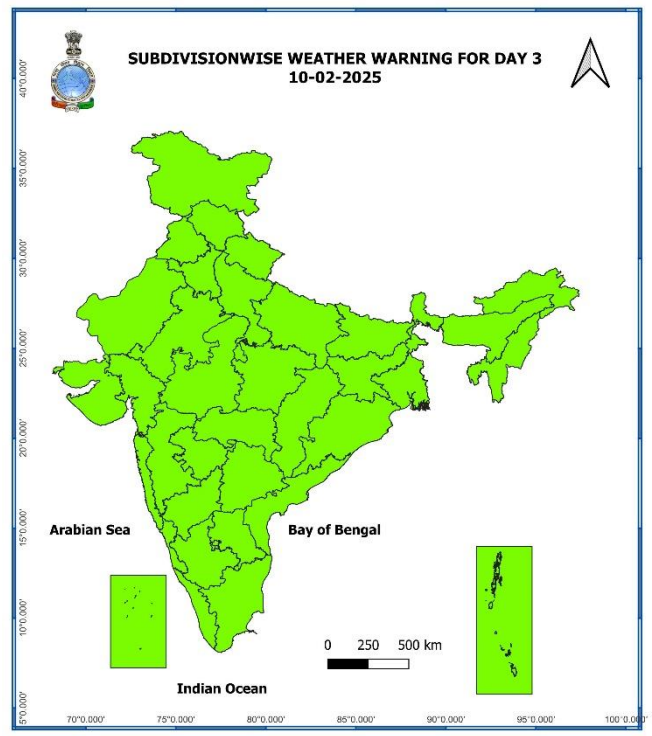 SUBDIVISIONWISE WEATHER WARNING FOR DAY 3
10-02-2025
40°0.000'
35°0.000'
30°0.000'
25°0.000'
20°0.000'
15°0.000'
10°0.000'
5°0.000'
Arabian Sea
Bay of Bengal
0 250 500 km
Indian Ocean
70°0.000' 75°0.000' 80°0.000' 85°0.000' 90°0.000' 95°0.000' 100°0.000'